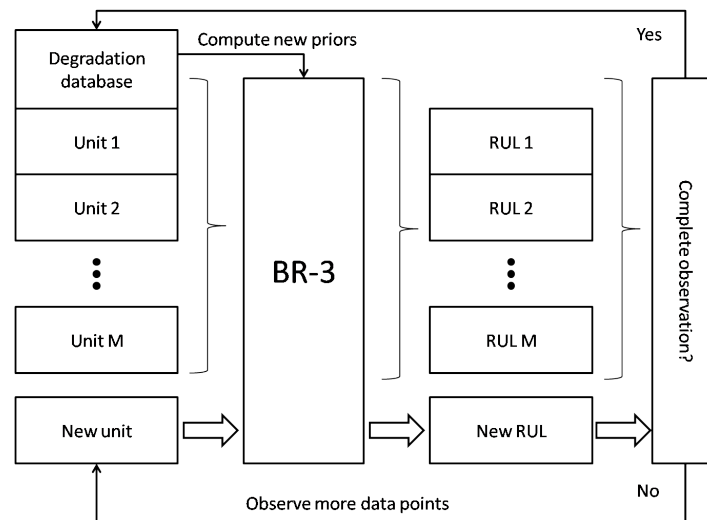 Yes
Compute new priors
Degradation
database
Unit 1
RUL 1
Unit 2
RUL 2
BR-3
Complete observation?
Unit M
RUL M
New unit
New RUL
No
Observe more data points